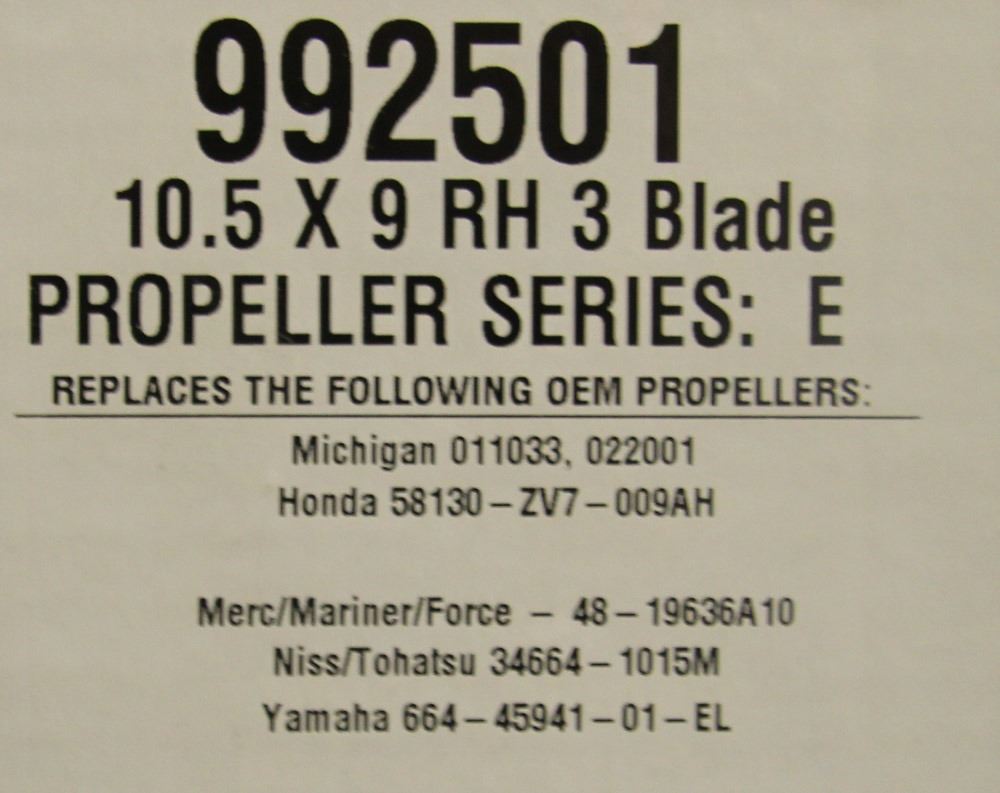 992501
10.5 X 9 RH 3 Blade
PROPELLER SERIES: E
REPLACES THE FOLLOWING OEM PROPELLERS:
Michigan 011033, 022001
Honda 58130 – ZV7 – 009AH
Merc/Mariner/Force – 48 – 19636A10
Niss/Tohatsu 34664 – 1015M
Yamaha 664 – 45941 – 01 – EL